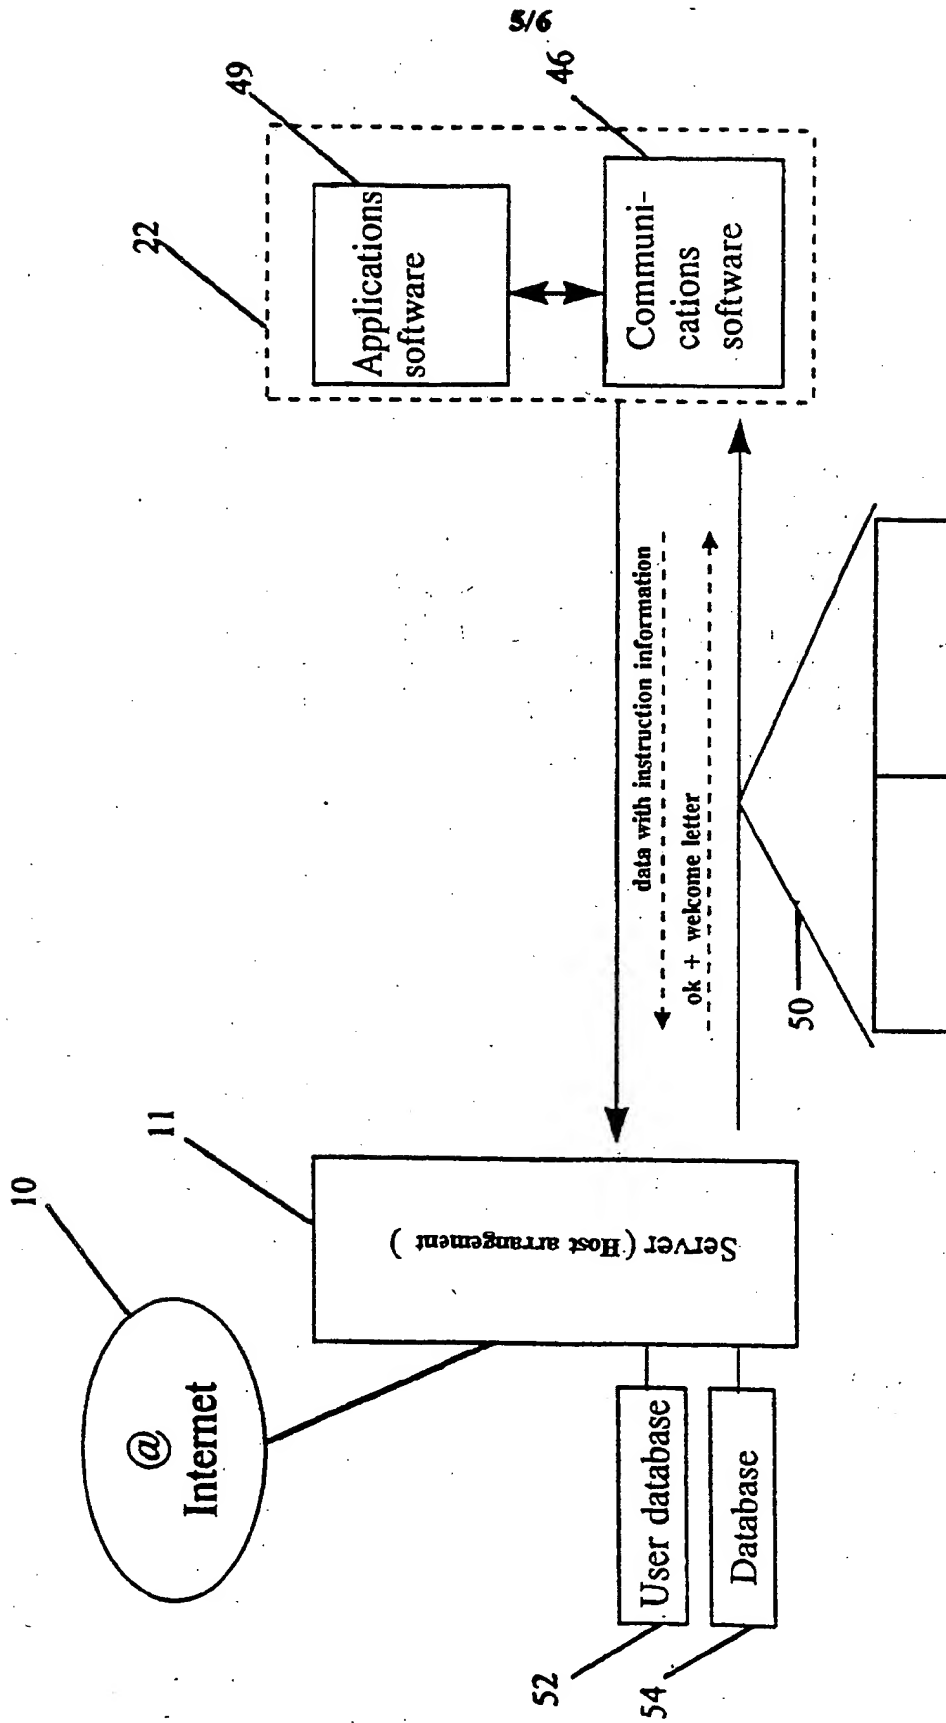 5/6
10
@
Internet
11
Server (Host arrangement )
52
User database
54
Database
22
49
Applications
software
46
Communi-
cations
software
data with instruction information
ok + welcome letter
50